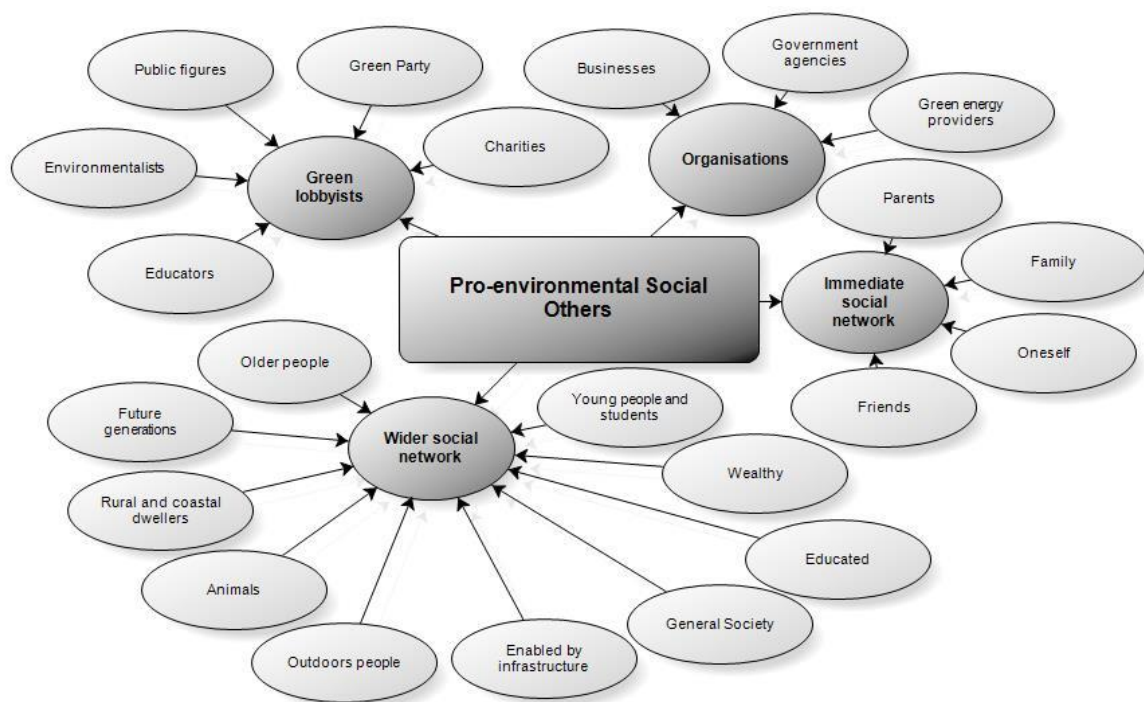 Public figures
Green Party
Charities
Environmentalists
Educators
Green
lobbyists
Businesses
Government
agencies
Green energy
providers
Organisations
Pro-environmental Social
Others
Parents
Family
Oneself
Friends
Immediate
social
network
Older people
Future
generations
Rural and coastal
dwellers
Animals
Outdoors people
Enabled by
infrastructure
General Society
Educated
Wealthy
Young people and
students
Wider social
network